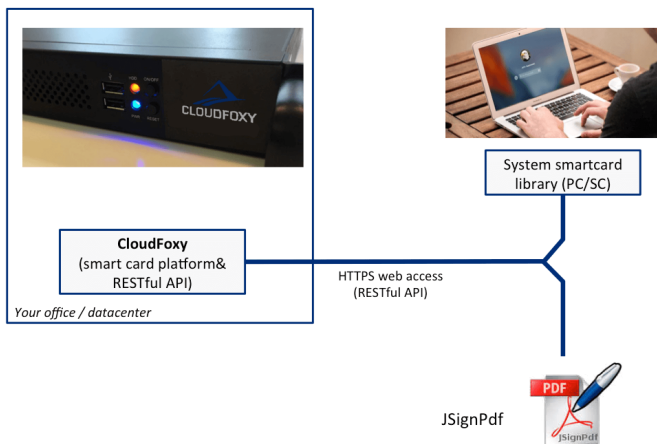 CLOUDFOXY
System smartcard
library (PC/SC)
CloudFoxy
(smart card platform&
RESTful API)
HTTPS web access
(RESTful API)
Your office / datacenter
JSignPdf
PDF
JSignPdf